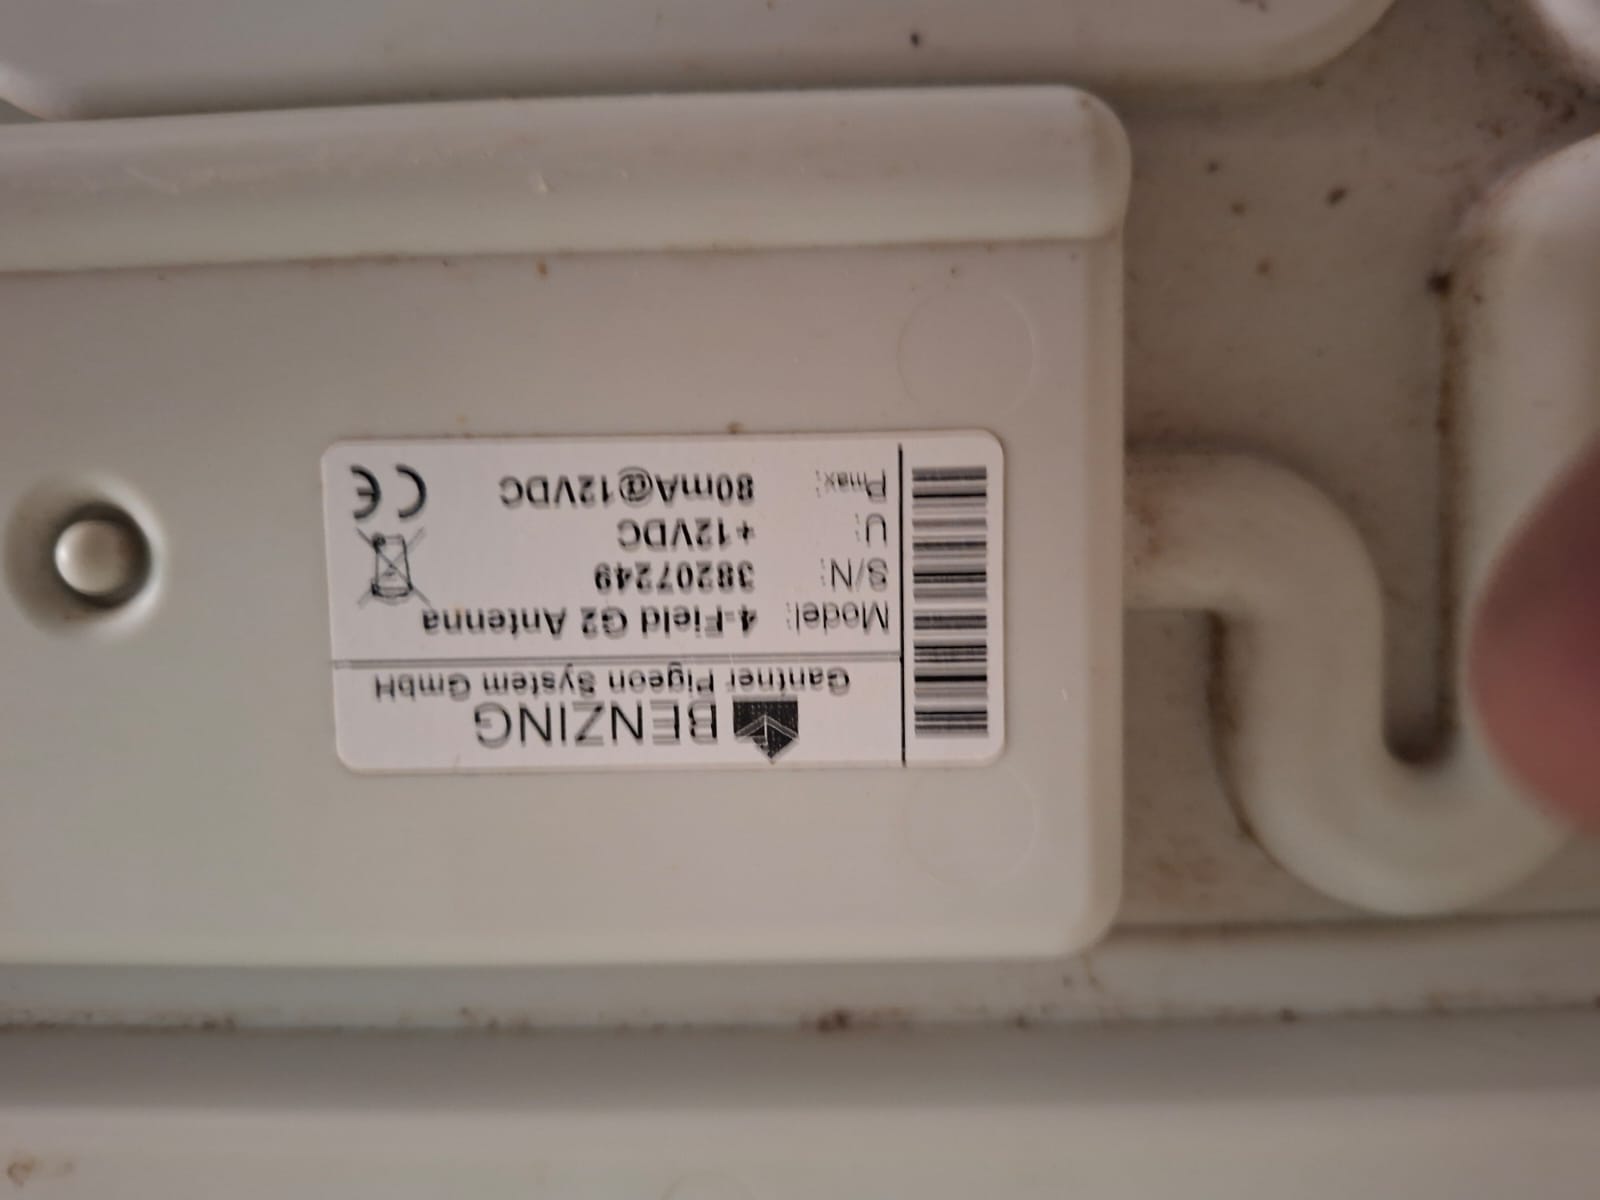 BENZING
Gantner Pigeon System GmbH
Model: 4-Field G2 Antenna
S/N: 38207249
U: +12VDC
Pmax: 80mA@12VDC
CE